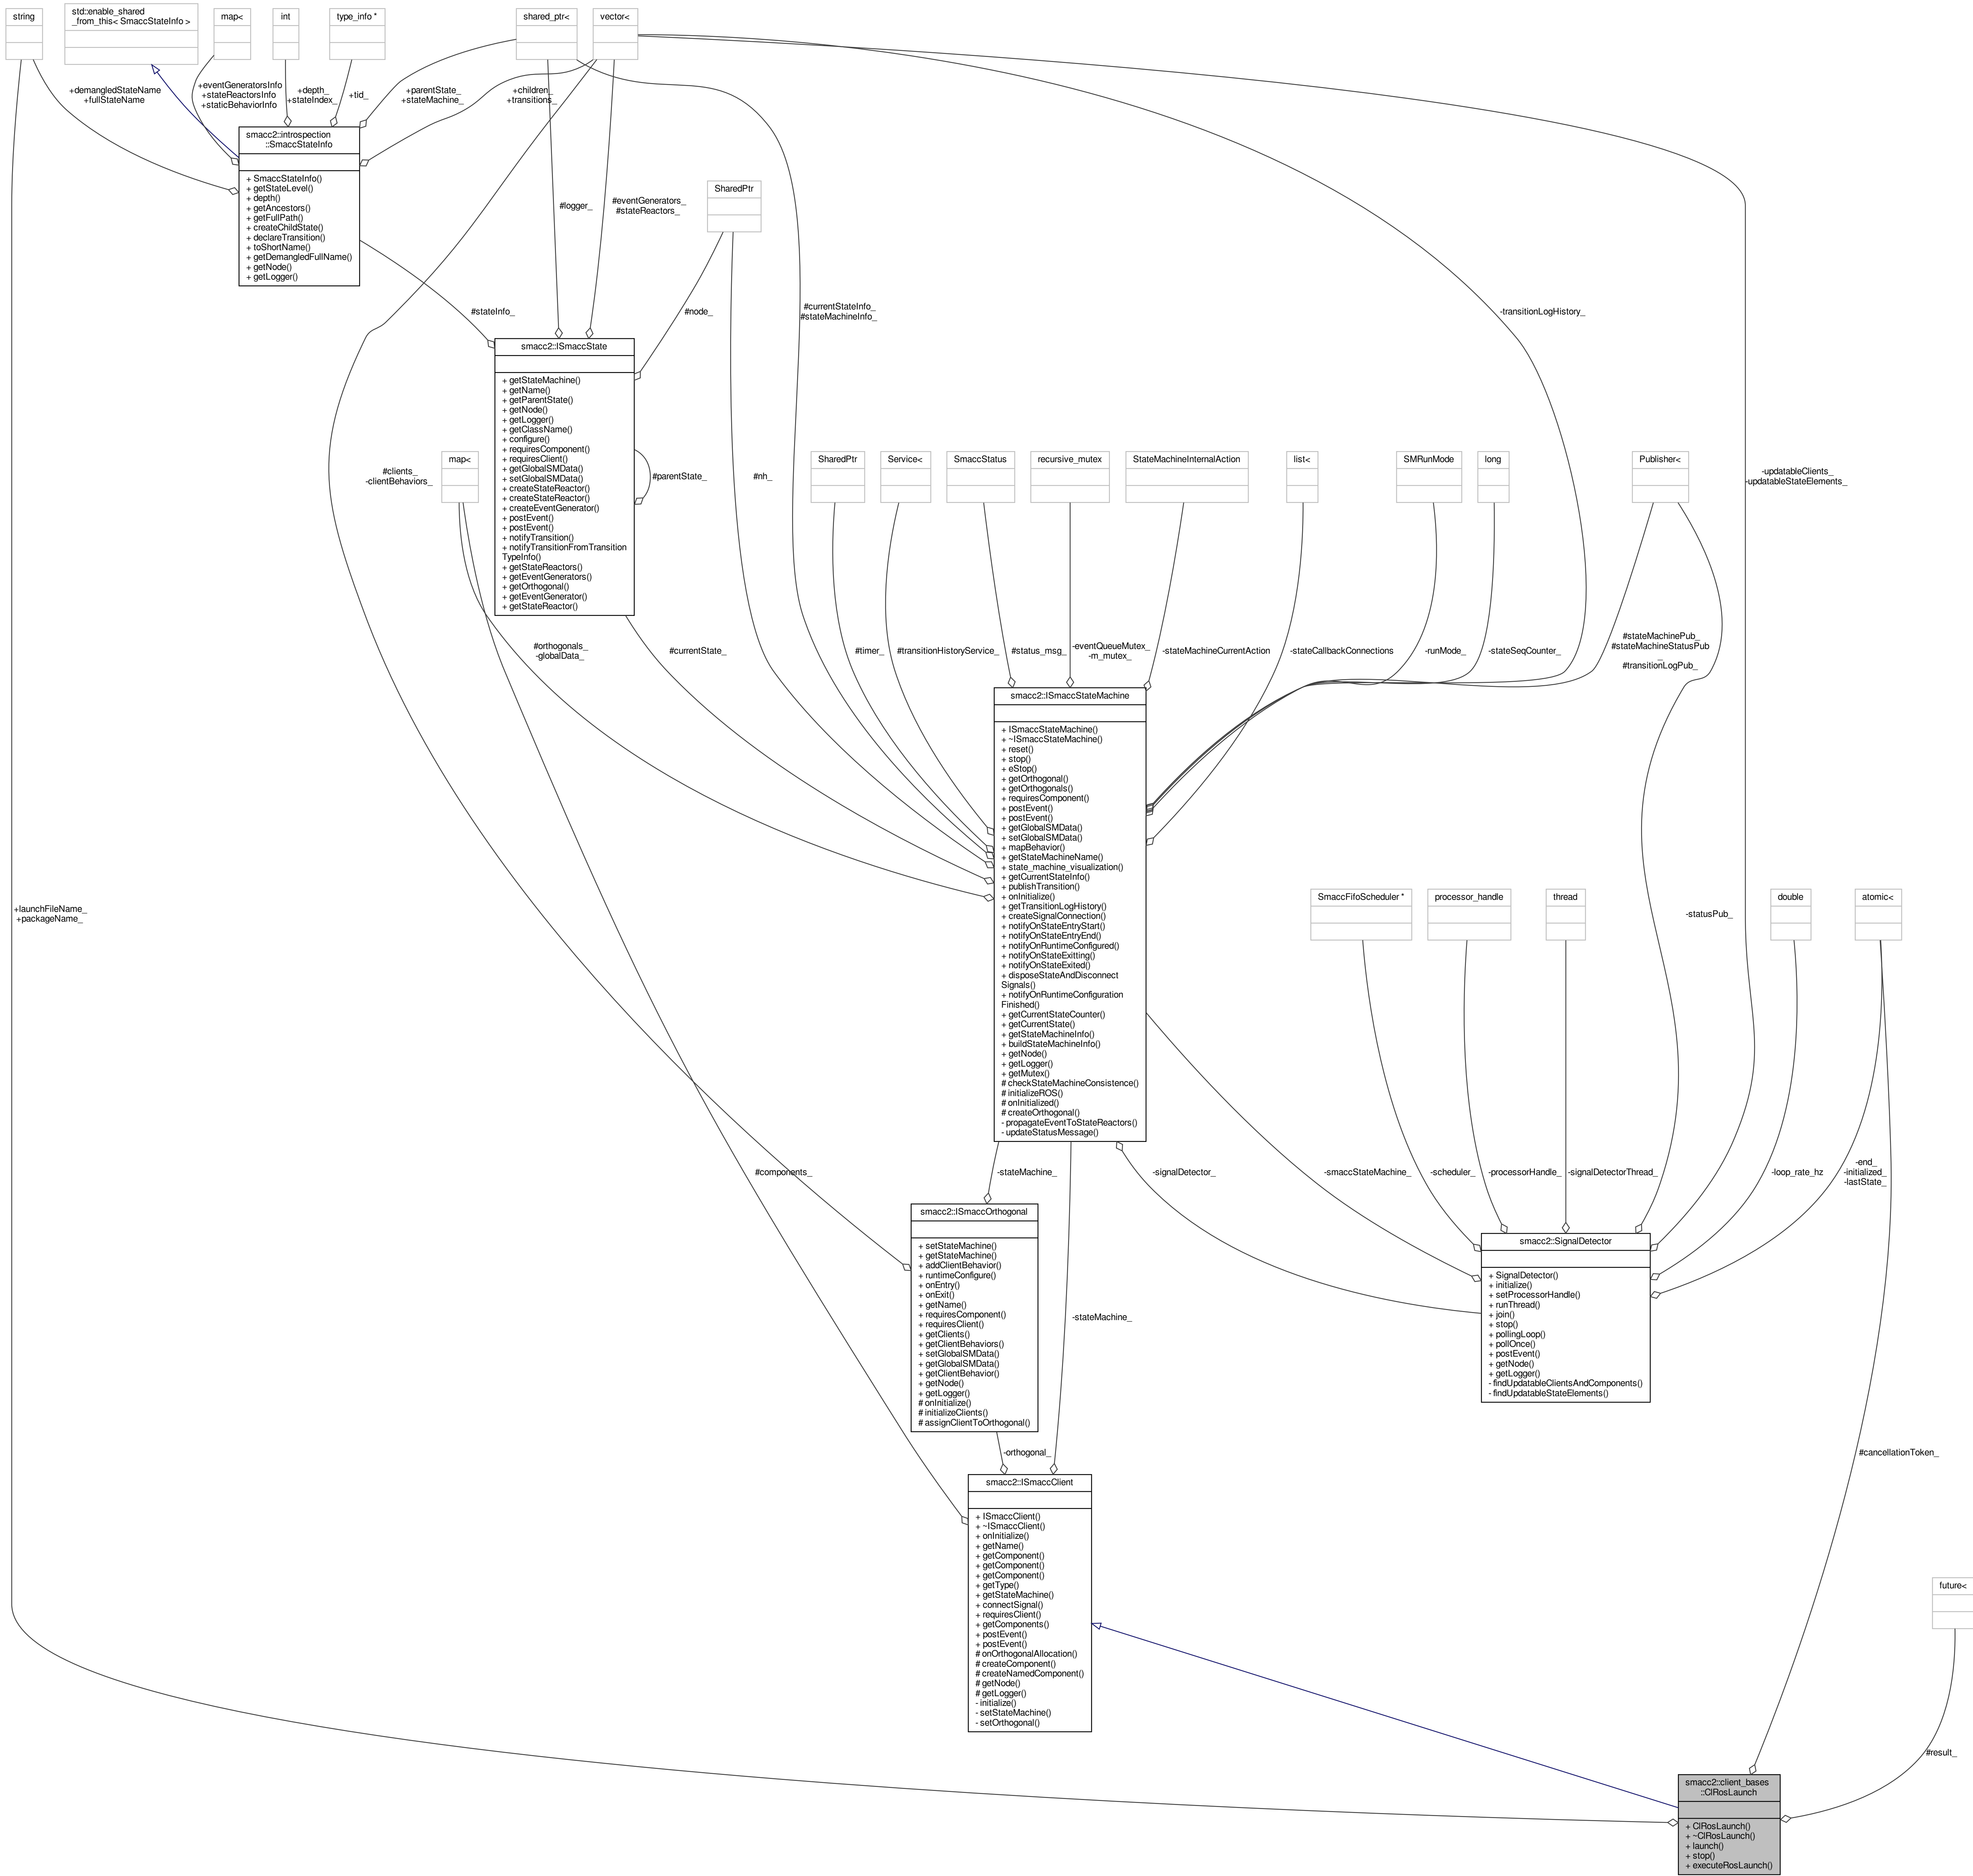 string
std::enable_shared
_from_this< SmaccStateInfo >
map<
int
type_info *
shared_ptr<
vector<
+demangledStateName
+fullStateName
+eventGeneratorsInfo
+stateReactorsInfo
+staticBehaviorInfo
+depth_
+stateIndex_
+tid_
+parentState_
+stateMachine_
+children_
+transitions_
smacc2::introspection
::SmaccStateInfo
+ SmaccStateInfo()
+ getStateLevel()
+ depth()
+ getAncestors()
+ getFullPath()
+ createChildState()
+ declareTransition()
+ toShortName()
+ getDemangledFullName()
+ getNode()
+ getLogger()
SharedPtr
#logger_
#eventGenerators_
#stateReactors_
#stateInfo_
#node_
#currentStateInfo_
#stateMachineInfo_
-transitionLogHistory_
smacc2::ISmaccState
+ getStateMachine()
+ getName()
+ getParentState()
+ getNode()
+ getLogger()
+ getClassName()
+ configure()
+ requiresComponent()
+ requiresClient()
+ getGlobalSMData()
+ setGlobalSMData()
+ createStateReactor()
+ createStateReactor()
+ createEventGenerator()
+ postEvent()
+ postEvent()
+ notifyTransition()
+ notifyTransitionFromTransition
TypeInfo()
+ getStateReactors()
+ getEventGenerators()
+ getOrthogonal()
+ getEventGenerator()
+ getStateReactor()
#clients_
-clientBehaviors_
map<
#parentState_
#nh_
SharedPtr
Service<
SmaccStatus
recursive_mutex
StateMachineInternalAction
list<
SMRunMode
long
Publisher<
-updatableClients_
-updatableStateElements_
#orthogonals_
-globalData_
#currentState_
#timer_
#transitionHistoryService_
#status_msg_
-eventQueueMutex_
-m_mutex_
-stateMachineCurrentAction
-stateCallbackConnections
-runMode_
-stateSeqCounter_
#stateMachinePub_
#stateMachineStatusPub
_
#transitionLogPub_
smacc2::ISmaccStateMachine
+ ISmaccStateMachine()
+ ~ISmaccStateMachine()
+ reset()
+ stop()
+ eStop()
+ getOrthogonal()
+ getOrthogonals()
+ requiresComponent()
+ postEvent()
+ postEvent()
+ getGlobalSMData()
+ setGlobalSMData()
+ mapBehavior()
+ getStateMachineName()
+ state_machine_visualization()
+ getCurrentStateInfo()
+ publishTransition()
+ onInitialize()
+ getTransitionLogHistory()
+ createSignalConnection()
+ notifyOnStateEntryStart()
+ notifyOnStateEntryEnd()
+ notifyOnRuntimeConfigured()
+ notifyOnStateExitting()
+ notifyOnStateExited()
+ disposeStateAndDisconnect
Signals()
+ notifyOnRuntimeConfiguration
Finished()
+ getCurrentStateCounter()
+ getCurrentState()
+ getStateMachineInfo()
+ buildStateMachineInfo()
+ getNode()
+ getLogger()
+ getMutex()
# checkStateMachineConsistence()
# initializeROS()
# onInitialized()
# createOrthogonal()
- propagateEventToStateReactors()
- updateStatusMessage()
+launchFileName_
+packageName_
SmaccFifoScheduler *
processor_handle
thread
double
atomic<
-statusPub_
#components_
-stateMachine_
-signalDetector_
-smaccStateMachine_
-scheduler_
-processorHandle_
-signalDetectorThread_
-loop_rate_hz
-end_
-initialized_
-lastState_
smacc2::ISmaccOrthogonal
+ setStateMachine()
+ getStateMachine()
+ addClientBehavior()
+ runtimeConfigure()
+ onEntry()
+ onExit()
+ getName()
+ requiresComponent()
+ requiresClient()
+ getClients()
+ getClientBehaviors()
+ setGlobalSMData()
+ getGlobalSMData()
+ getClientBehavior()
+ getNode()
+ getLogger()
# onInitialize()
# initializeClients()
# assignClientToOrthogonal()
-stateMachine_
smacc2::SignalDetector
+ SignalDetector()
+ initialize()
+ setProcessorHandle()
+ runThread()
+ join()
+ stop()
+ pollingLoop()
+ pollOnce()
+ postEvent()
+ getNode()
+ getLogger()
- findUpdatableClientsAndComponents()
- findUpdatableStateElements()
-orthogonal_
#cancellationToken_
smacc2::ISmaccClient
+ ISmaccClient()
+ ~ISmaccClient()
+ onInitialize()
+ getName()
+ getComponent()
+ getComponent()
+ getComponent()
+ getType()
+ getStateMachine()
+ connectSignal()
+ requiresClient()
+ getComponents()
+ postEvent()
+ postEvent()
# onOrthogonalAllocation()
# createComponent()
# createNamedComponent()
# getNode()
# getLogger()
- initialize()
- setStateMachine()
- setOrthogonal()
future<
#result_
smacc2::client_bases
::ClRosLaunch
+ ClRosLaunch()
+ ~ClRosLaunch()
+ launch()
+ stop()
+ executeRosLaunch()